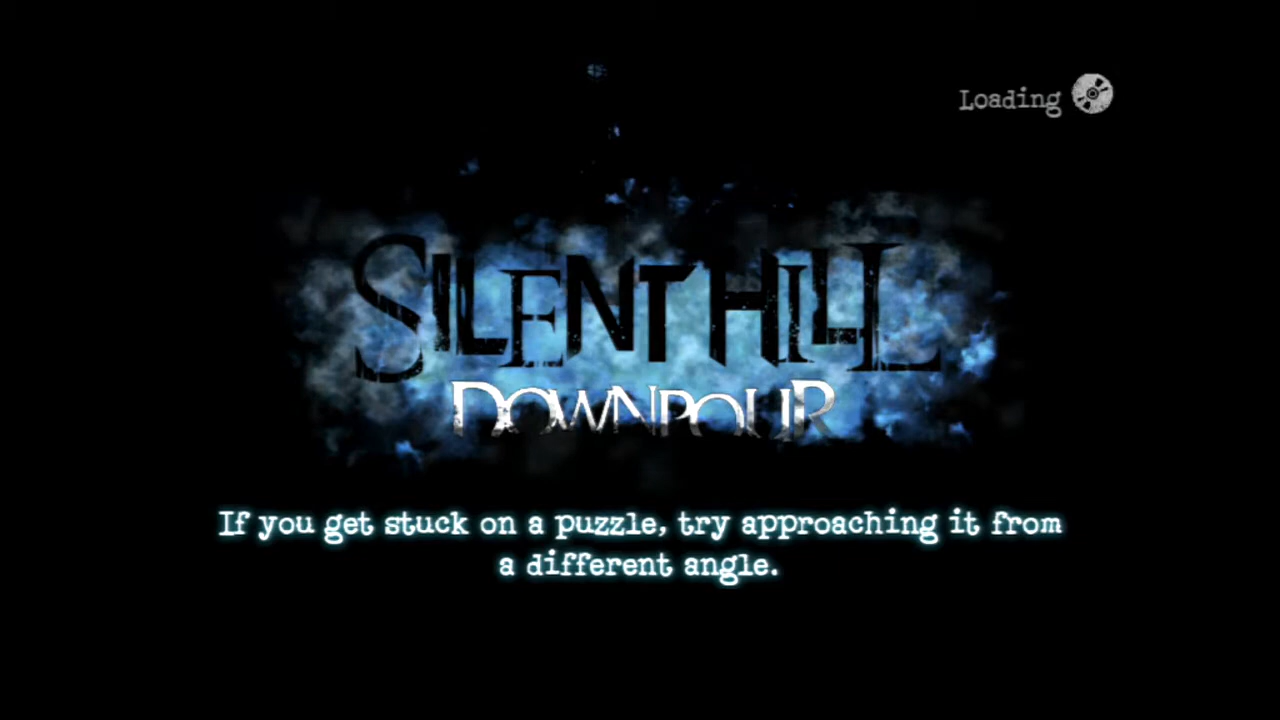 Loading
SILENT HILL
DOWNPOUR
If you get stuck on a puzzle, try approaching it from
a different angle.